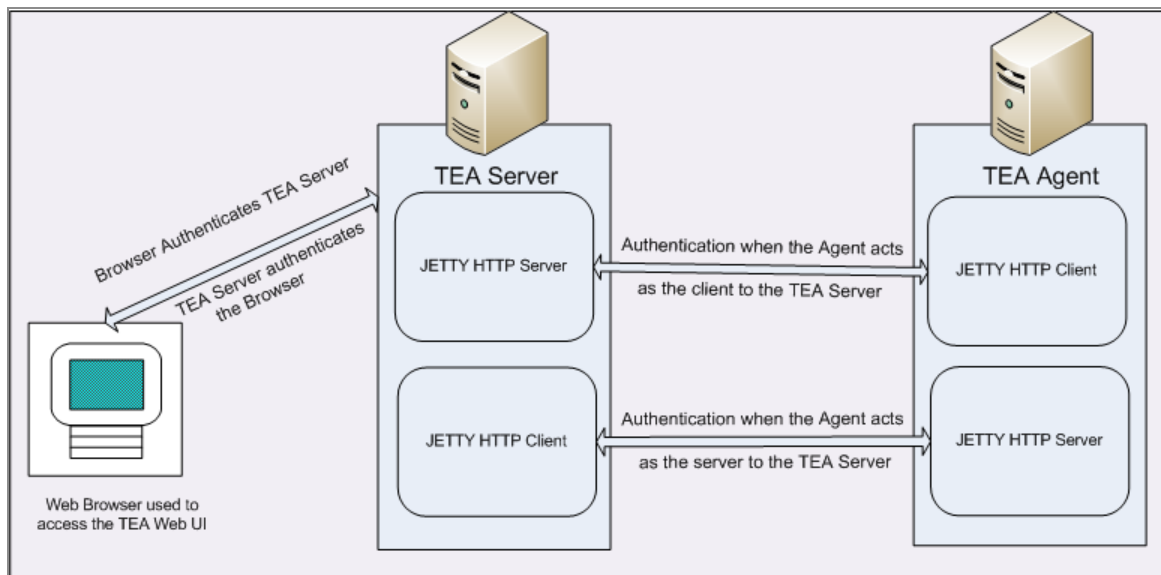 TEA Server
TEA Agent
Browser Authenticates TEA Server
TEA Server authenticates
the Browser
JETTY HTTP Server
Authentication when the Agent acts
as the client to the TEA Server
JETTY HTTP Client
JETTY HTTP Client
Authentication when the Agent acts
as the server to the TEA Server
JETTY HTTP Server
Web Browser used to
access the TEA Web UI